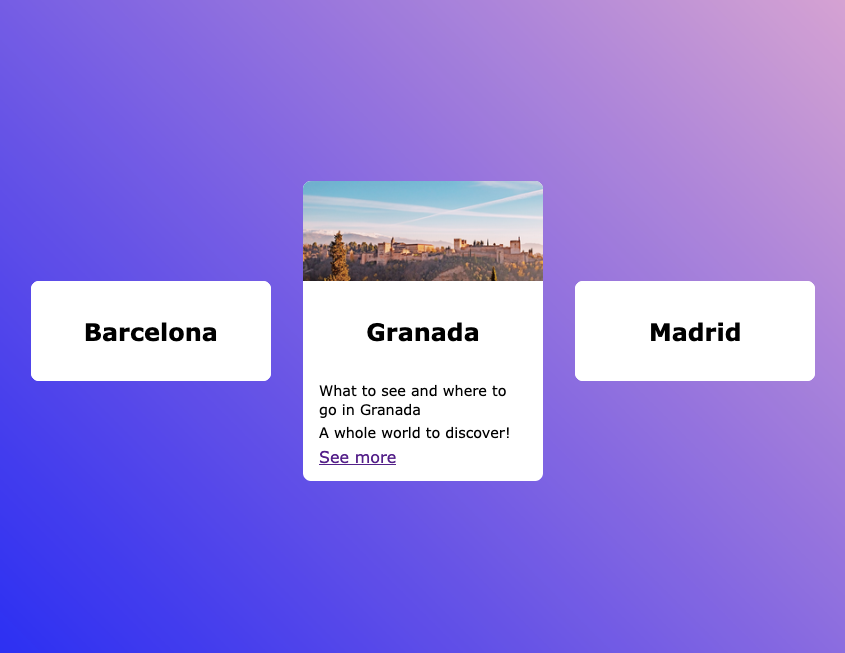 Barcelona
Granada
Madrid
What to see and where to
go in Granada
A whole world to discover!
See more